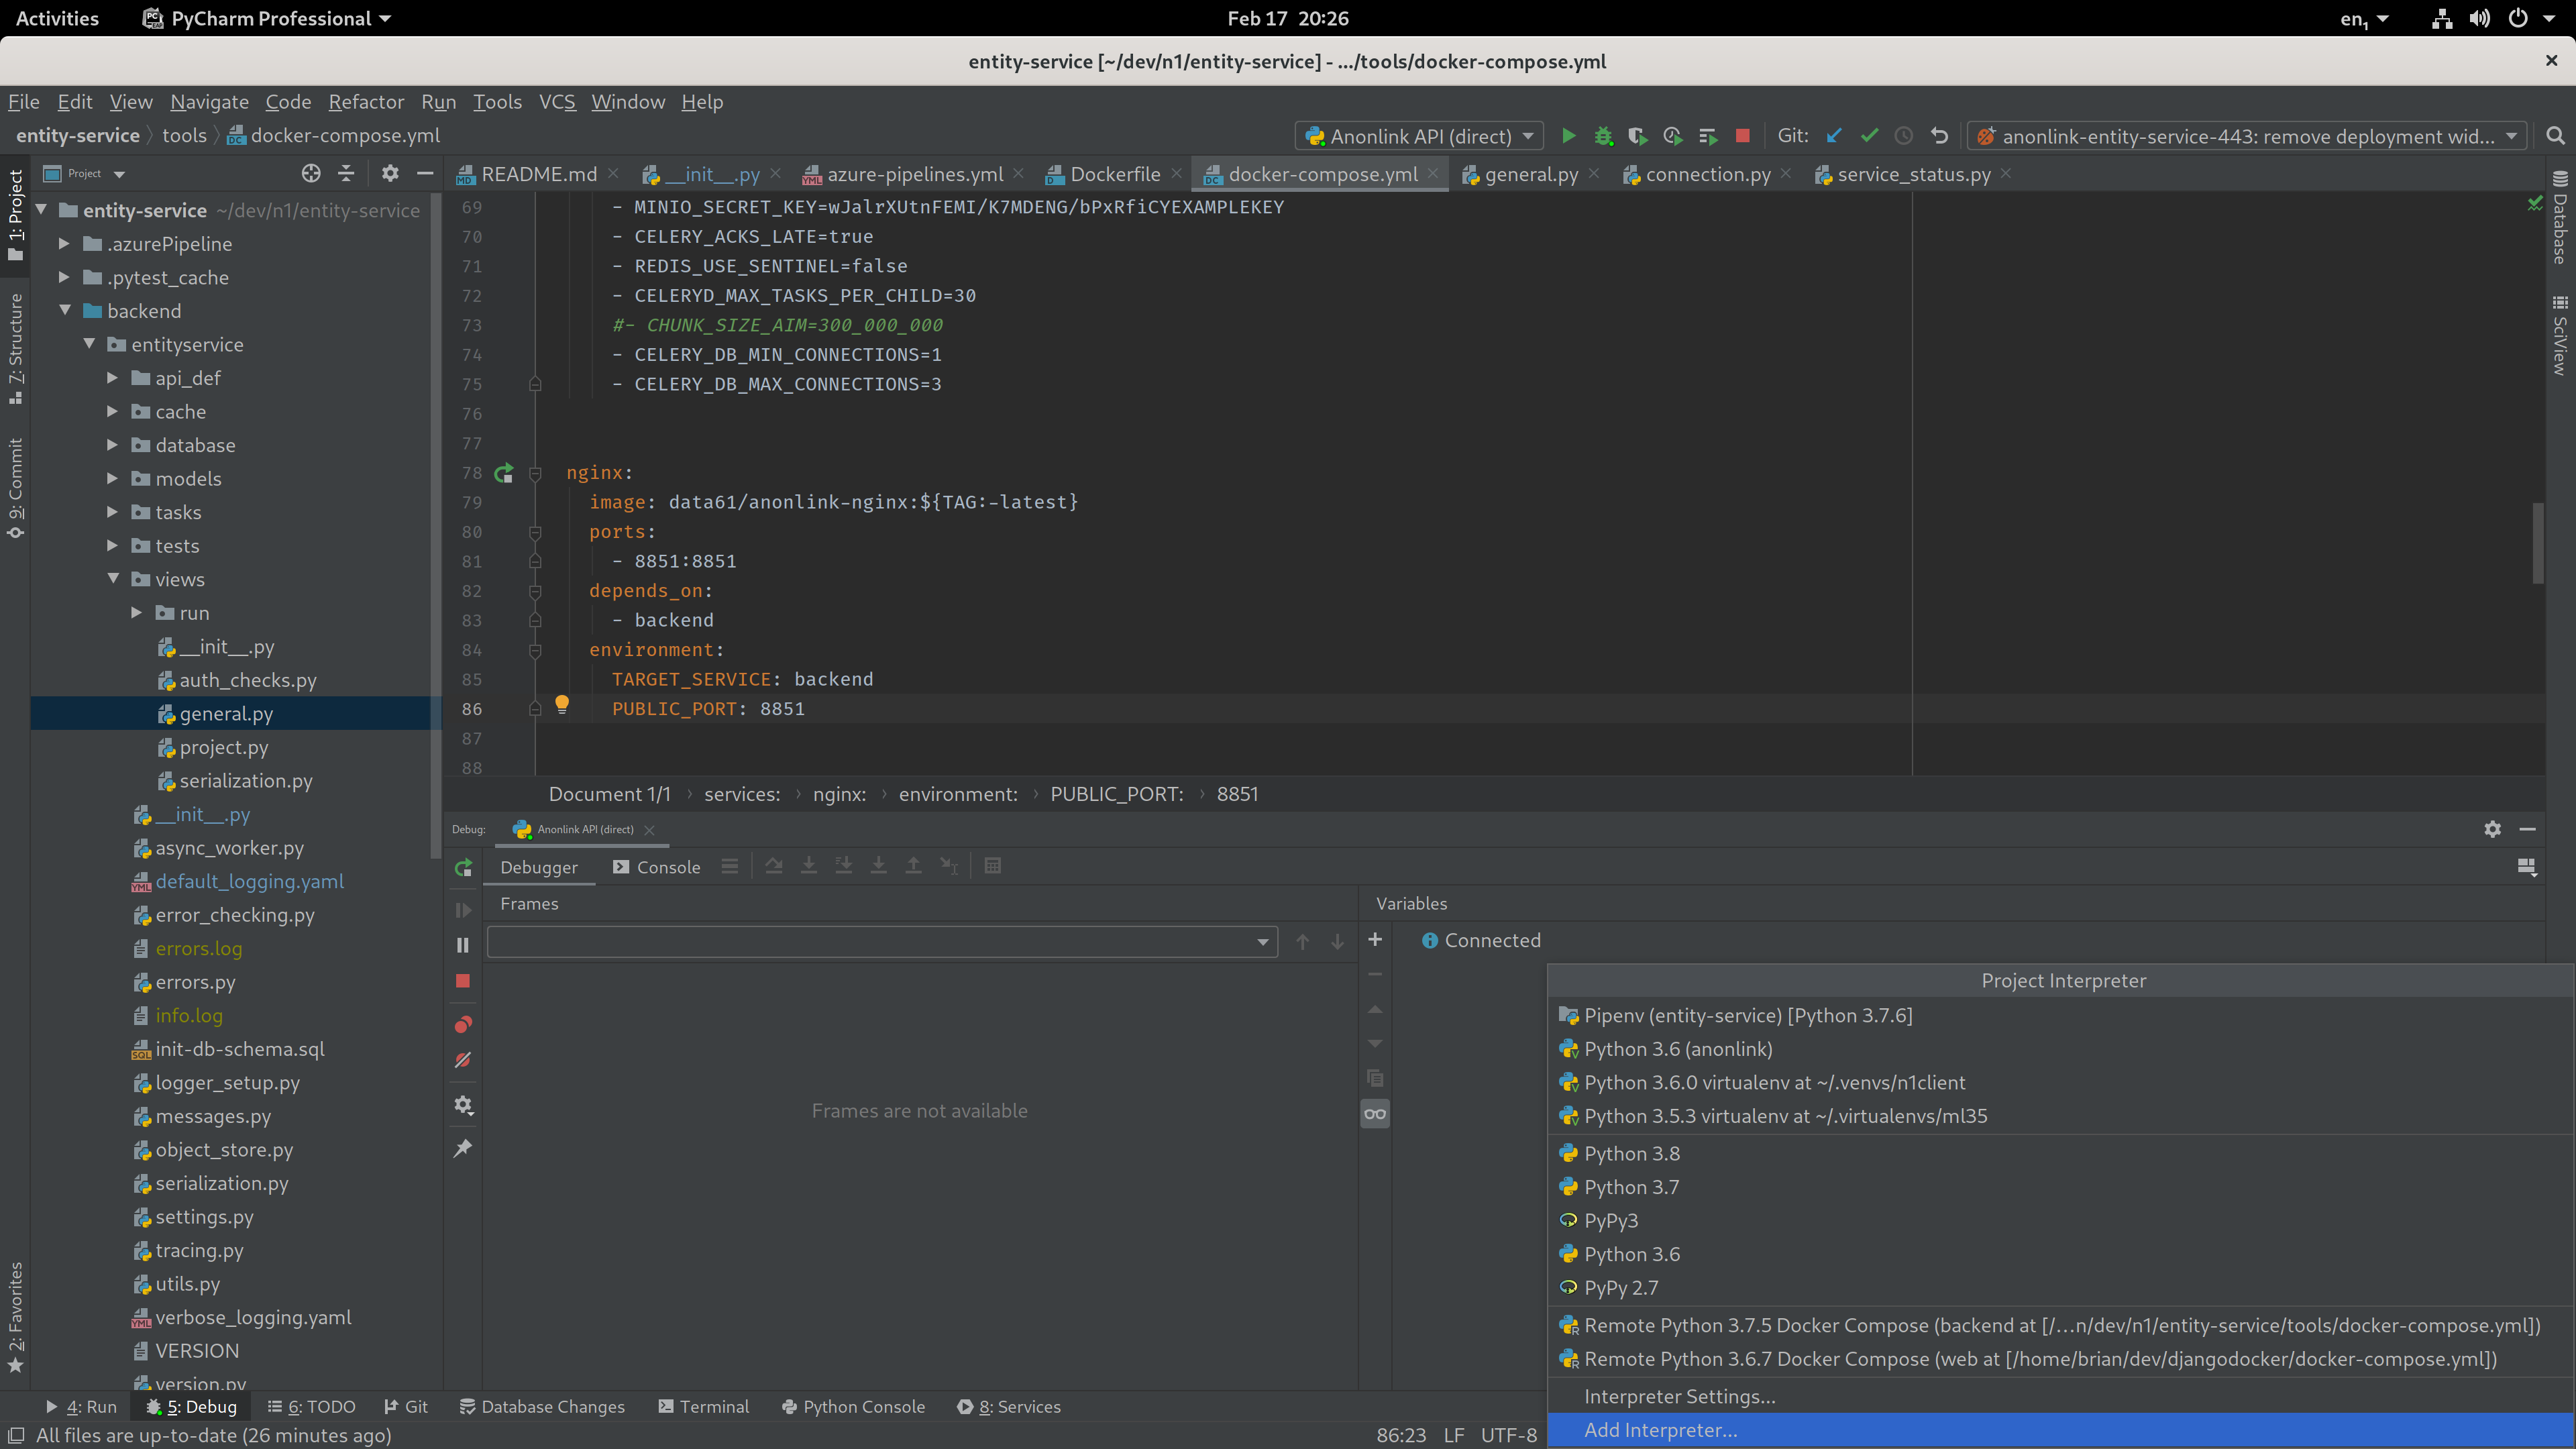 Activities PyCharm Professional Feb 17 20:26 en1
entity-service [~/dev/n1/entity-service] - .../tools/docker-compose.yml
File Edit View Navigate Code Refactor Run Tools VCS Window Help
entity-service tools docker-compose.yml Anonlink API (direct) Git: anonlink-entity-service-443: remove deployment wid...
Project README.md __init__.py azure-pipelines.yml Dockerfile docker-compose.yml general.py connection.py service_status.py
1: Project
7: Structure
9: Commit
2: Favorites
Database
SciView
entity-service ~/dev/n1/entity-service
.azurePipeline
.pytest_cache
backend
entityservice
api_def
cache
database
models
tasks
tests
views
run
__init__.py
auth_checks.py
general.py
project.py
serialization.py
__init__.py
async_worker.py
default_logging.yaml
error_checking.py
errors.log
errors.py
info.log
init-db-schema.sql
logger_setup.py
messages.py
object_store.py
serialization.py
settings.py
tracing.py
utils.py
verbose_logging.yaml
VERSION
version.py
69 - MINIO_SECRET_KEY=wJalrXUtnFEMI/K7MDENG/bPxRfiCYEXAMPLEKEY
70 - CELERY_ACKS_LATE=true
71 - REDIS_USE_SENTINEL=false
72 - CELERYD_MAX_TASKS_PER_CHILD=30
73 #- CHUNK_SIZE_AIM=300_000_000
74 - CELERY_DB_MIN_CONNECTIONS=1
75 - CELERY_DB_MAX_CONNECTIONS=3
76
77
78 nginx:
79 image: data61/anonlink-nginx:${TAG:-latest}
80 ports:
81 - 8851:8851
82 depends_on:
83 - backend
84 environment:
85 TARGET_SERVICE: backend
86 PUBLIC_PORT: 8851
87
88
Document 1/1 › services: › nginx: › environment: › PUBLIC_PORT: › 8851
Debug: Anonlink API (direct)
Debugger Console
Frames Variables
Connected
Frames are not available
Project Interpreter
Pipenv (entity-service) [Python 3.7.6]
Python 3.6 (anonlink)
Python 3.6.0 virtualenv at ~/.venvs/n1client
Python 3.5.3 virtualenv at ~/.virtualenvs/ml35
Python 3.8
Python 3.7
PyPy3
Python 3.6
PyPy 2.7
Remote Python 3.7.5 Docker Compose (backend at [/...n/dev/n1/entity-service/tools/docker-compose.yml])
Remote Python 3.6.7 Docker Compose (web at [/home/brian/dev/djangodocker/docker-compose.yml])
Interpreter Settings...
Add Interpreter...
4: Run 5: Debug 6: TODO Git Database Changes Terminal Python Console 8: Services
All files are up-to-date (26 minutes ago) 86:23 LF UTF-8